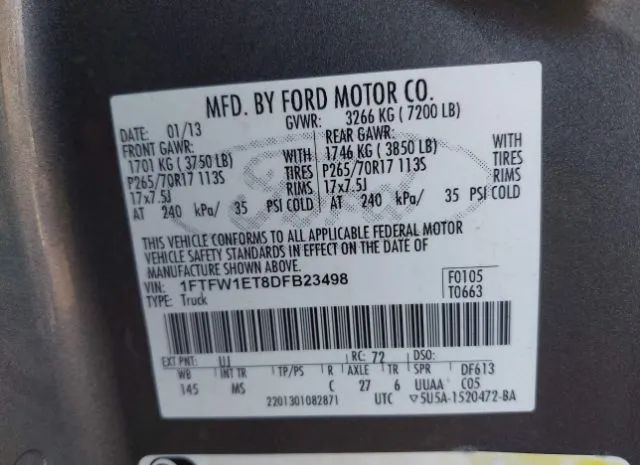 MFD. BY FORD MOTOR CO.
DATE: 01/13 GVWR: 3266 KG ( 7200 LB)
FRONT GAWR: REAR GAWR:
1701 KG ( 3750 LB) WITH 1746 KG ( 3850 LB) WITH
P265/70R17 113S TIRES P265/70R17 113S TIRES
17x7.5J RIMS 17x7.5J RIMS
AT 240 kPa/ 35 PSI COLD AT 240 kPa/ 35 PSI COLD
THIS VEHICLE CONFORMS TO ALL APPLICABLE FEDERAL MOTOR
VEHICLE SAFETY STANDARDS IN EFFECT ON THE DATE OF
MANUFACTURE SHOWN ABOVE.
VIN: 1FTFW1ET8DFB23498 F0105
TYPE: Truck T0663
EXT PNT: UJ RC: 72 DSO:
WB INT TR TP/PS R AXLE TR SPR DF613
145 MS C 27 6 UUAA C05
2201301082871 UTC 5U5A-1520472-BA